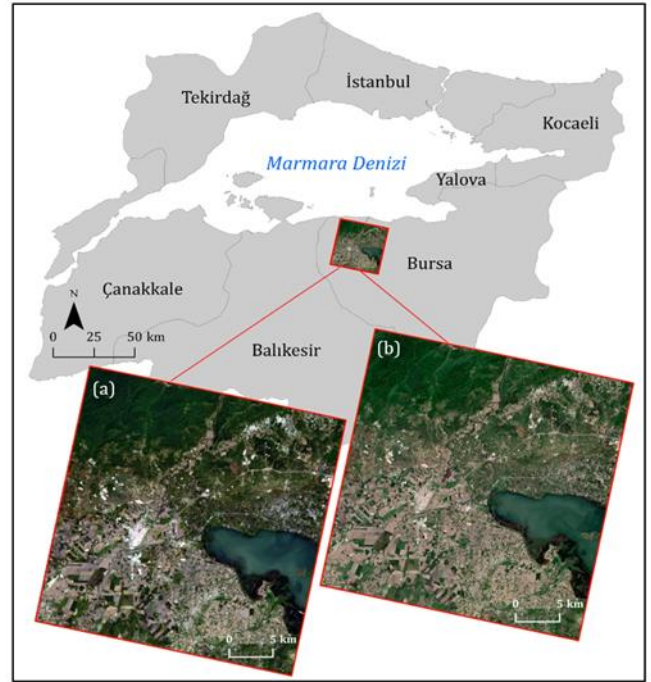 İstanbul
Tekirdağ
Kocaeli
Marmara Denizi
Yalova
Bursa
Çanakkale
N
0 25 50 km
Balıkesir
(a)
(b)
0 5 km
0 5 km